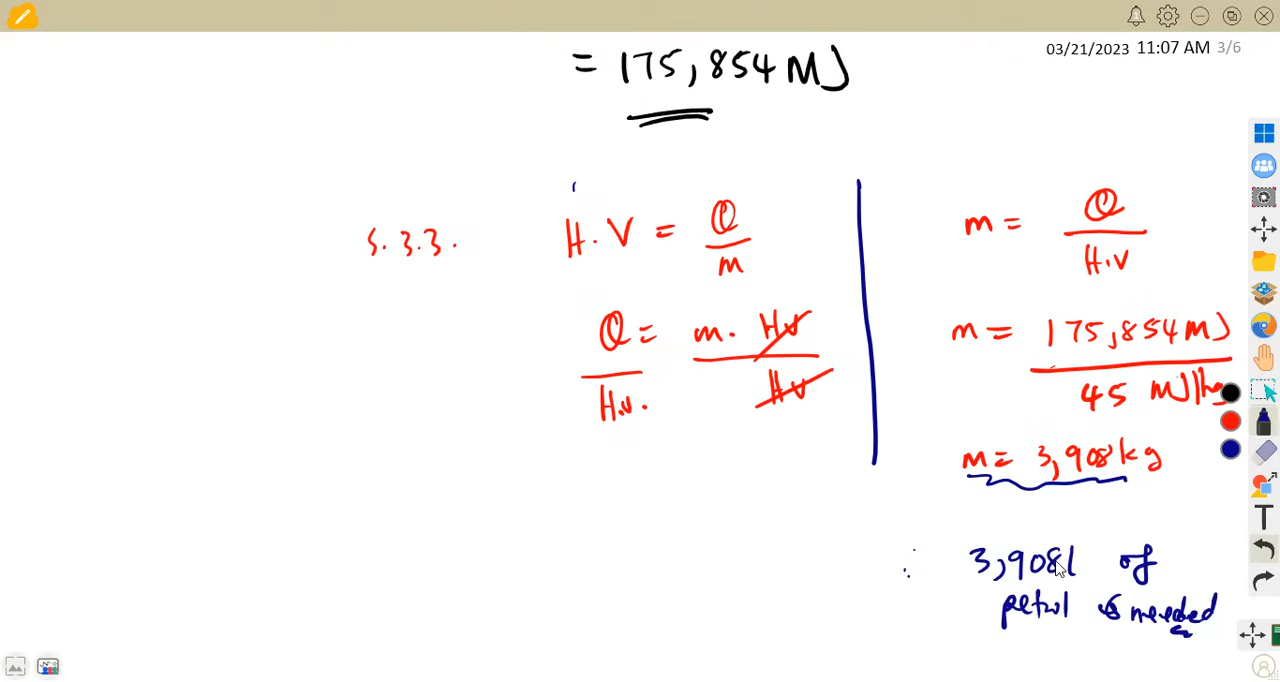 03/21/2023 11:07 AM 3/6
= 175,854 MJ
5.3.3.
H.V = Q/m
Q/H.V. = m. HV/HV
m = Q/H.V
m = 175,854 MJ/45 MJ/kg
m = 3,908 kg
∴ 3,908 l of
petrol is needed
T